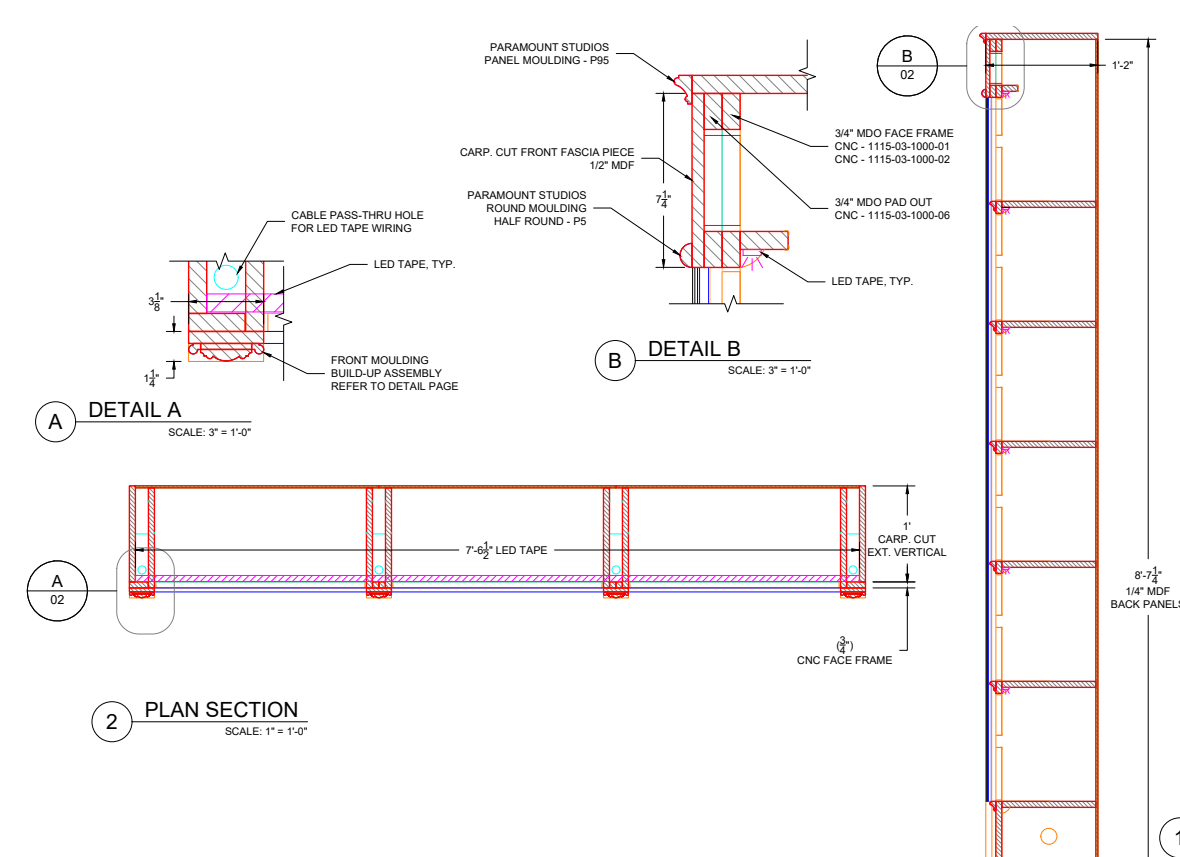 PARAMOUNT STUDIOS
PANEL MOULDING - P95
CARP. CUT FRONT FASCIA PIECE
1/2" MDF
PARAMOUNT STUDIOS
ROUND MOULDING
HALF ROUND - P5
7 1/4"
3/4" MDO FACE FRAME
CNC - 1115-03-1000-01
CNC - 1115-03-1000-02
3/4" MDO PAD OUT
CNC - 1115-03-1000-06
LED TAPE, TYP.
B
DETAIL B
SCALE: 3" = 1'-0"
CABLE PASS-THRU HOLE
FOR LED TAPE WIRING
LED TAPE, TYP.
3 1/8"
1 1/4"
FRONT MOULDING
BUILD-UP ASSEMBLY
REFER TO DETAIL PAGE
A
DETAIL A
SCALE: 3" = 1'-0"
7'-6 1/2" LED TAPE
1'
CARP. CUT
EXT. VERTICAL
A
02
(3/4")
CNC FACE FRAME
2
PLAN SECTION
SCALE: 1" = 1'-0"
B
02
1'-2"
8'-7 1/4"
1/4" MDF
BACK PANELS
1